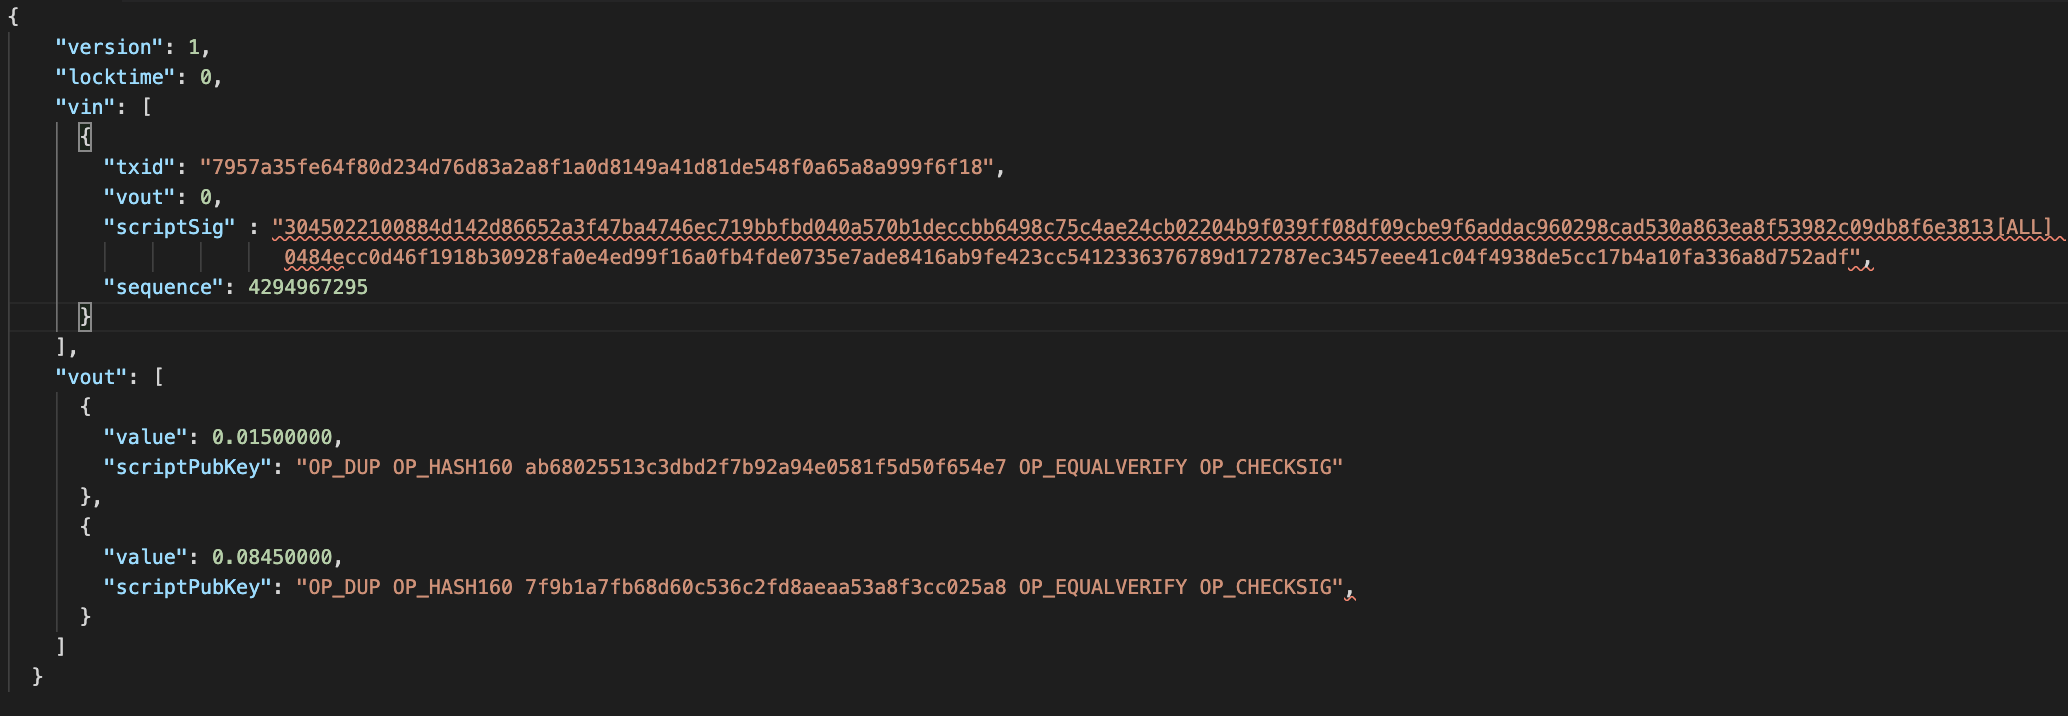 {
"version": 1,
"locktime": 0,
"vin": [
{
"txid": "7957a35fe64f80d234d76d83a2a8f1a0d8149a41d81de548f0a65a8a999f6f18",
"vout": 0,
"scriptSig" : "3045022100884d142d86652a3f47ba4746ec719bbfbd040a570b1deccbb6498c75c4ae24cb02204b9f039ff08df09cbe9f6addac960298cad530a863ea8f53982c09db8f6e3813[ALL]
0484ecc0d46f1918b30928fa0e4ed99f16a0fb4fde0735e7ade8416ab9fe423cc5412336376789d172787ec3457eee41c04f4938de5cc17b4a10fa336a8d752adf",
"sequence": 4294967295
}
],
"vout": [
{
"value": 0.01500000,
"scriptPubKey": "OP_DUP OP_HASH160 ab68025513c3dbd2f7b92a94e0581f5d50f654e7 OP_EQUALVERIFY OP_CHECKSIG"
},
{
"value": 0.08450000,
"scriptPubKey": "OP_DUP OP_HASH160 7f9b1a7fb68d60c536c2fd8aeaa53a8f3cc025a8 OP_EQUALVERIFY OP_CHECKSIG",
}
]
}